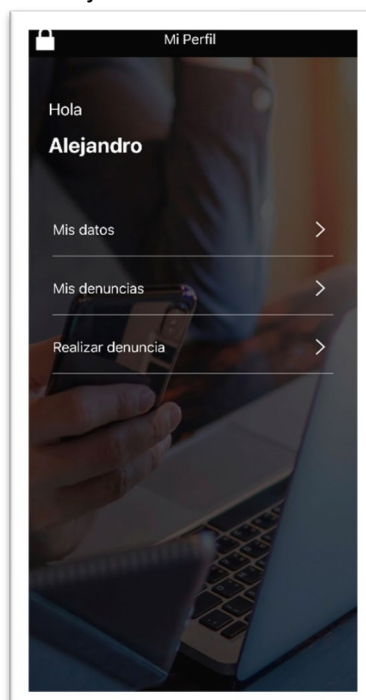 Mi Perfil
Hola
Alejandro
Mis datos
Mis denuncias
Realizar denuncia